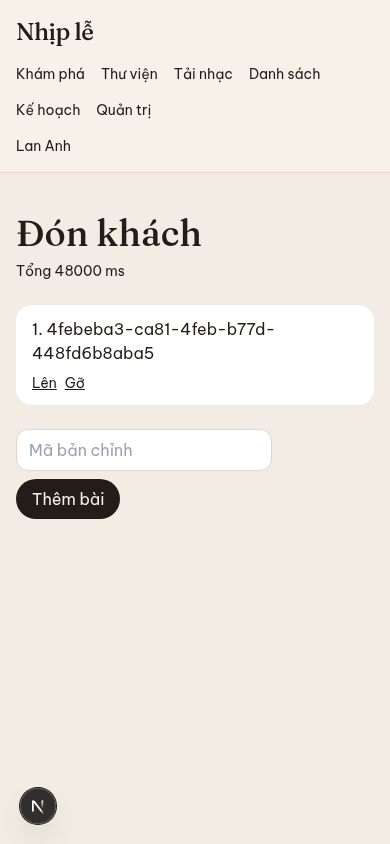 Nhịp lễ
Khám phá Thư viện Tải nhạc Danh sách
Kế hoạch Quản trị
Lan Anh
Đón khách
Tổng 48000 ms
1. 4febeba3-ca81-4feb-b77d-
448fd6b8aba5
Lên Gỡ
Mã bản chỉnh
Thêm bài
N